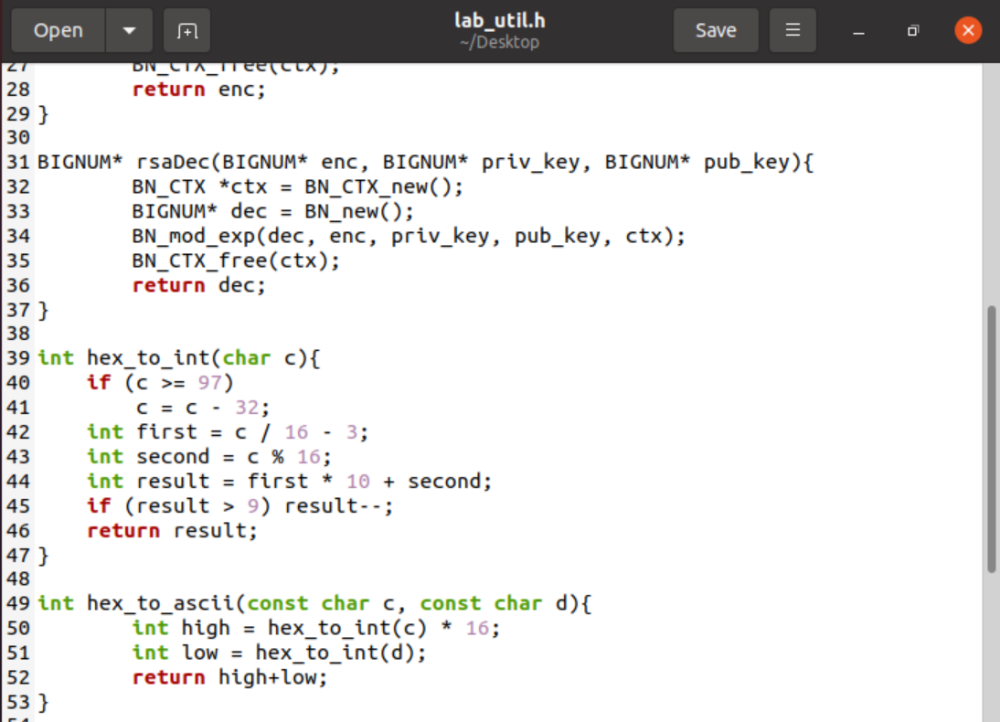 Open
lab_util.h
~/Desktop
Save
27 BN_CTX_free(ctx);
28 return enc;
29 }
30
31 BIGNUM* rsaDec(BIGNUM* enc, BIGNUM* priv_key, BIGNUM* pub_key){
32 BN_CTX *ctx = BN_CTX_new();
33 BIGNUM* dec = BN_new();
34 BN_mod_exp(dec, enc, priv_key, pub_key, ctx);
35 BN_CTX_free(ctx);
36 return dec;
37 }
38
39 int hex_to_int(char c){
40 if (c >= 97)
41 c = c - 32;
42 int first = c / 16 - 3;
43 int second = c % 16;
44 int result = first * 10 + second;
45 if (result > 9) result--;
46 return result;
47 }
48
49 int hex_to_ascii(const char c, const char d){
50 int high = hex_to_int(c) * 16;
51 int low = hex_to_int(d);
52 return high+low;
53 }